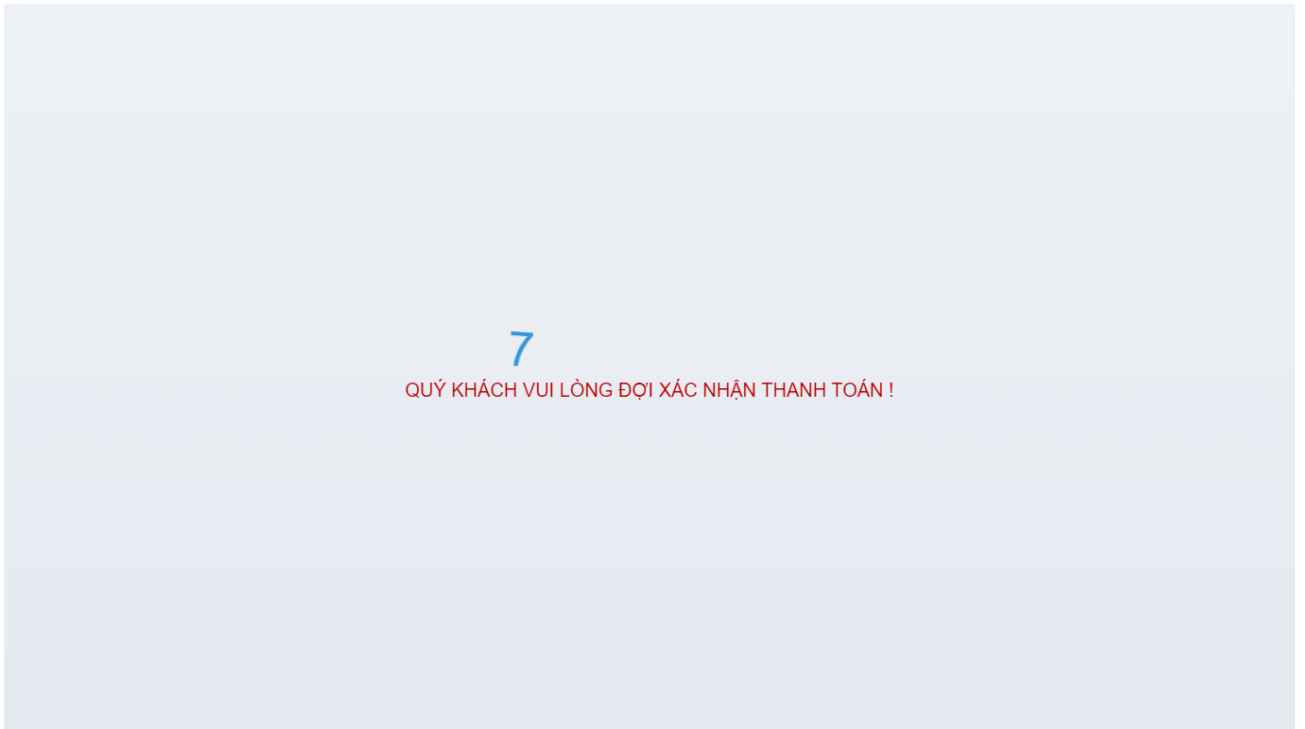 7
QUÝ KHÁCH VUI LÒNG ĐỢI XÁC NHẬN THANH TOÁN !